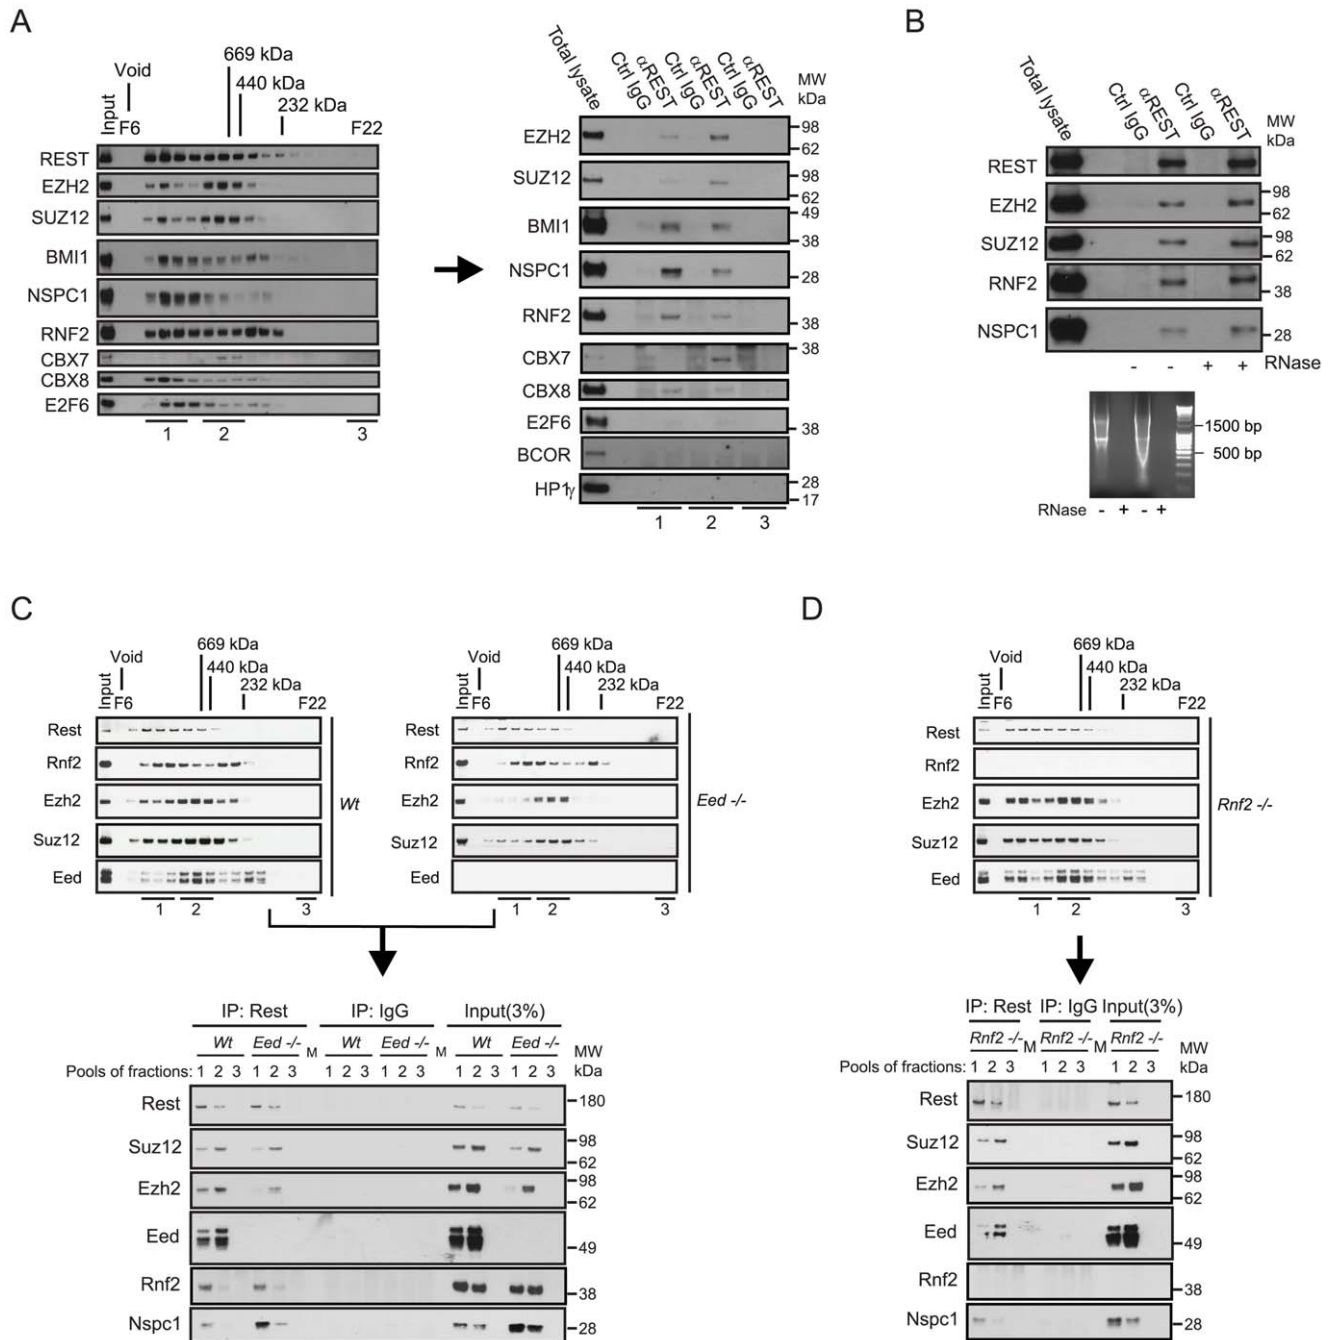 A
Void
669 kDa
440 kDa
232 kDa
Input
F6
F22
REST
EZH2
SUZ12
BMI1
NSPC1
RNF2
CBX7
CBX8
E2F6
1 2 3
Total lysate
Ctrl IgG
αREST
Ctrl IgG
αREST
Ctrl IgG
αREST
MW
kDa
EZH2
98
62
SUZ12
98
62
BMI1
49
38
NSPC1
28
RNF2
38
CBX7
38
CBX8
E2F6
38
BCOR
HP1γ
28
17
1 2 3
B
Total lysate
Ctrl IgG
αREST
Ctrl IgG
αREST
MW
kDa
REST
EZH2
98
62
SUZ12
98
62
RNF2
38
NSPC1
28
- - + + RNase
1500 bp
500 bp
RNase - + - +
C
Void
669 kDa
440 kDa
232 kDa
Input
F6
F22
Rest
Rnf2
Ezh2
Suz12
Eed
Wt
1 2 3
Void
669 kDa
440 kDa
232 kDa
Input
F6
F22
Rest
Rnf2
Ezh2
Suz12
Eed
Eed -/-
1 2 3
IP: Rest IP: IgG Input(3%)
Wt Eed -/- M Wt Eed -/- M Wt Eed -/- MW
kDa
Pools of fractions: 1 2 3 1 2 3 1 2 3 1 2 3 1 2 3 1 2 3
Rest
180
Suz12
98
62
Ezh2
98
62
Eed
49
Rnf2
38
Nspc1
28
D
Void
669 kDa
440 kDa
232 kDa
Input
F6
F22
Rest
Rnf2
Ezh2
Suz12
Eed
Rnf2 -/-
1 2 3
IP: Rest IP: IgG Input(3%)
Rnf2 -/- M Rnf2 -/- M Rnf2 -/- MW
kDa
Pools of fractions: 1 2 3 1 2 3 1 2 3
Rest
180
Suz12
98
62
Ezh2
98
62
Eed
49
Rnf2
38
Nspc1
28